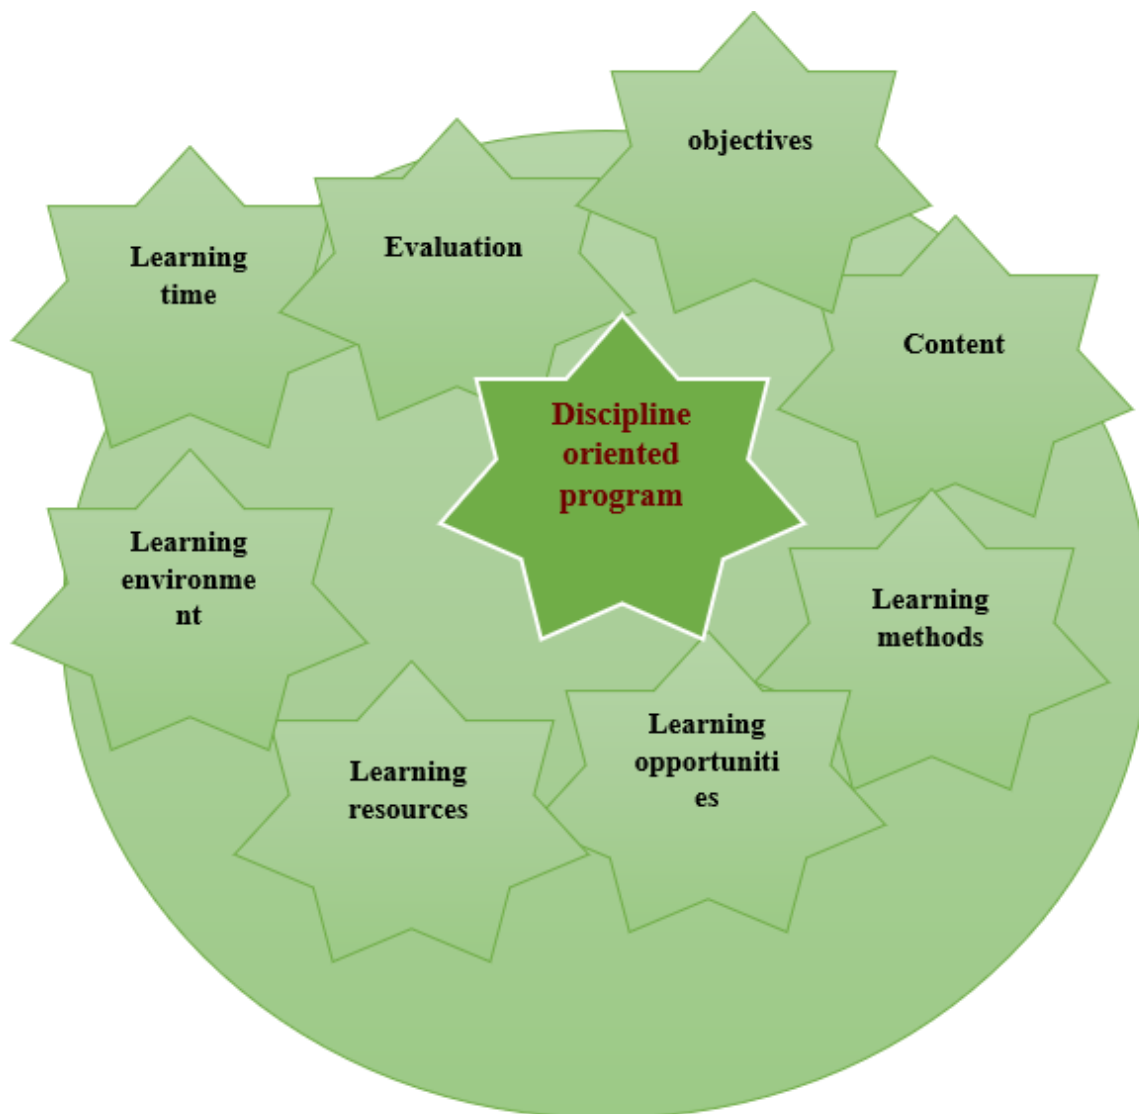 objectives
Evaluation
Learning
time
Content
Discipline
oriented
program
Learning
environme
nt
Learning
methods
Learning
opportuniti
es
Learning
resources